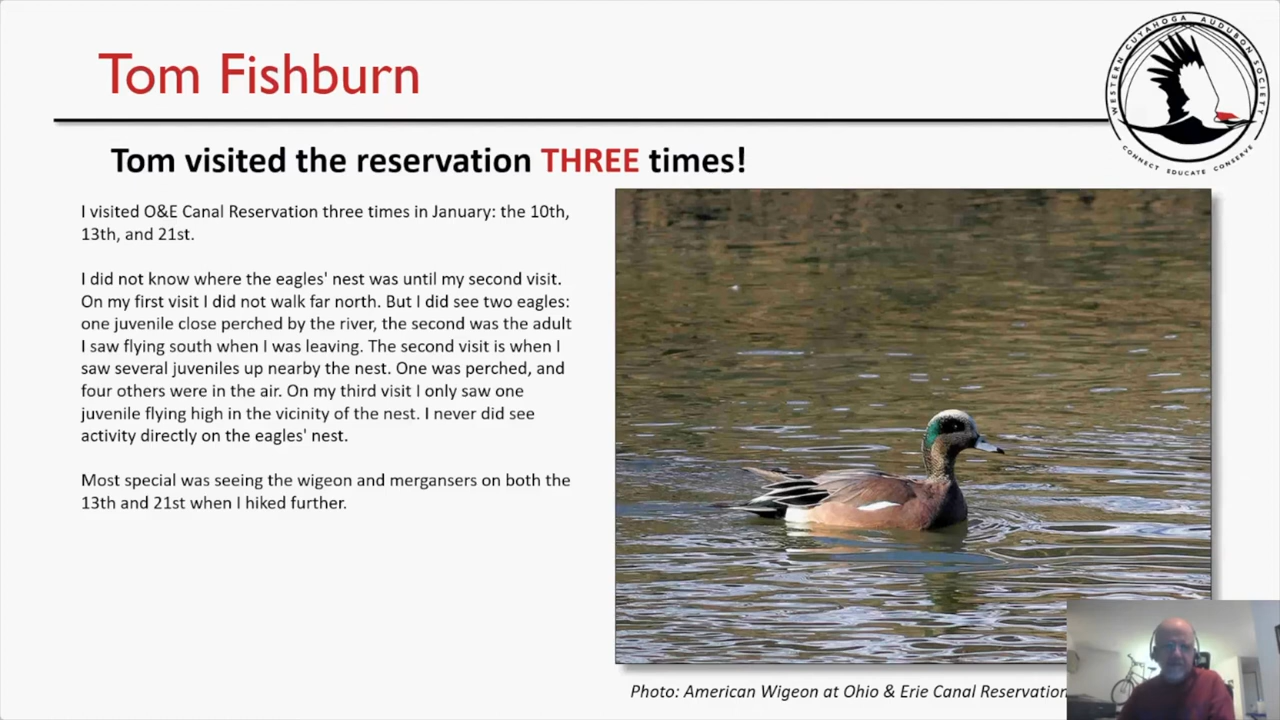 Tom Fishburn
WESTERN CUYAHOGA AUDUBON SOCIETY
CONNECT EDUCATE CONSERVE
Tom visited the reservation THREE times!
I visited O&E Canal Reservation three times in January: the 10th,
13th, and 21st.
I did not know where the eagles' nest was until my second visit.
On my first visit I did not walk far north. But I did see two eagles:
one juvenile close perched by the river, the second was the adult
I saw flying south when I was leaving. The second visit is when I
saw several juveniles up nearby the nest. One was perched, and
four others were in the air. On my third visit I only saw one
juvenile flying high in the vicinity of the nest. I never did see
activity directly on the eagles' nest.
Most special was seeing the wigeon and mergansers on both the
13th and 21st when I hiked further.
Photo: American Wigeon at Ohio & Erie Canal Reservation